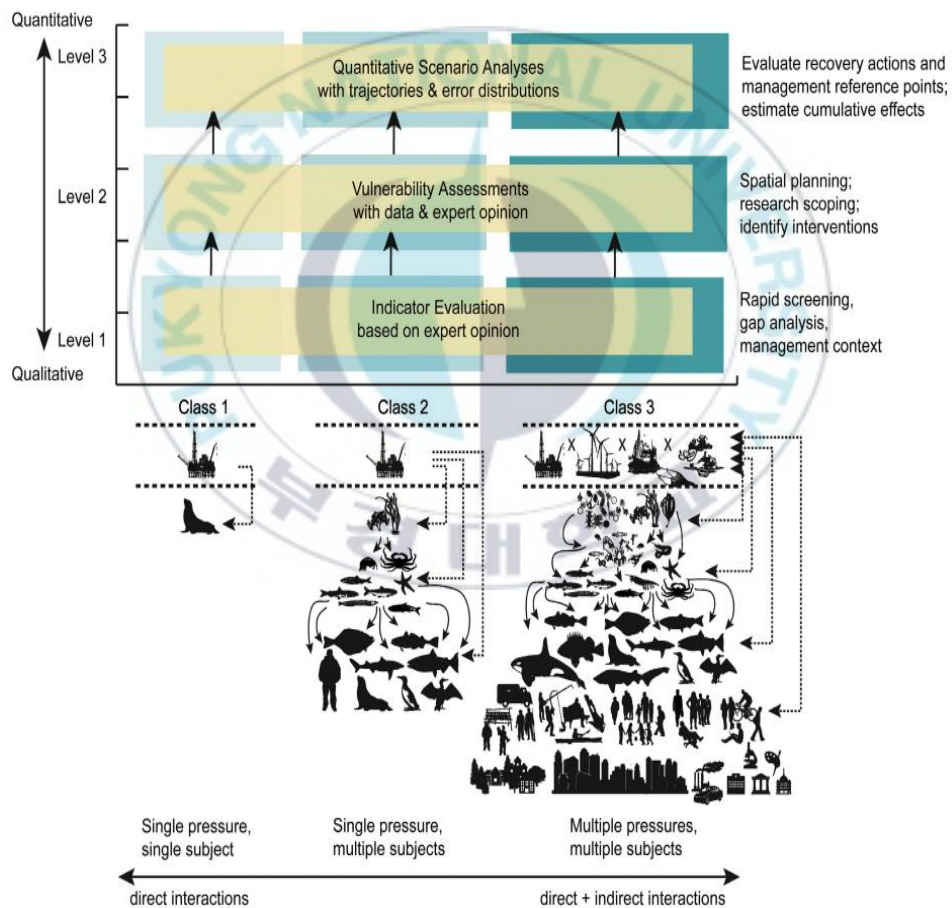 Quantitative
Level 3
Quantitative Scenario Analyses
with trajectories & error distributions
Evaluate recovery actions and
management reference points;
estimate cumulative effects
Level 2
Vulnerability Assessments
with data & expert opinion
Spatial planning;
research scoping;
identify interventions
Level 1
Indicator Evaluation
based on expert opinion
Rapid screening,
gap analysis,
management context
Qualitative
PUKYONG NATIONAL UNIVERSITY
Class 1
Class 2
Class 3
X X X
Single pressure,
single subject
Single pressure,
multiple subjects
Multiple pressures,
multiple subjects
direct interactions
direct + indirect interactions